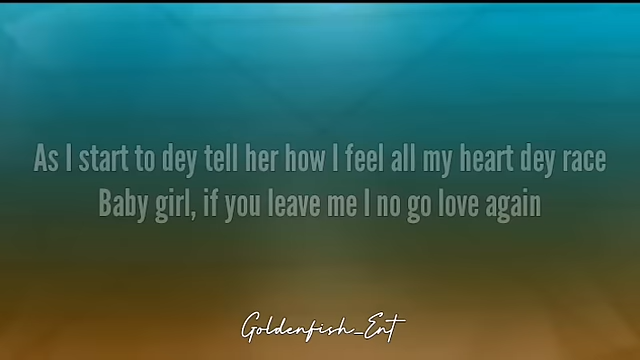 As I start to dey tell her how I feel all my heart dey race
Baby girl, if you leave me I no go love again
Goldenfish_Ent